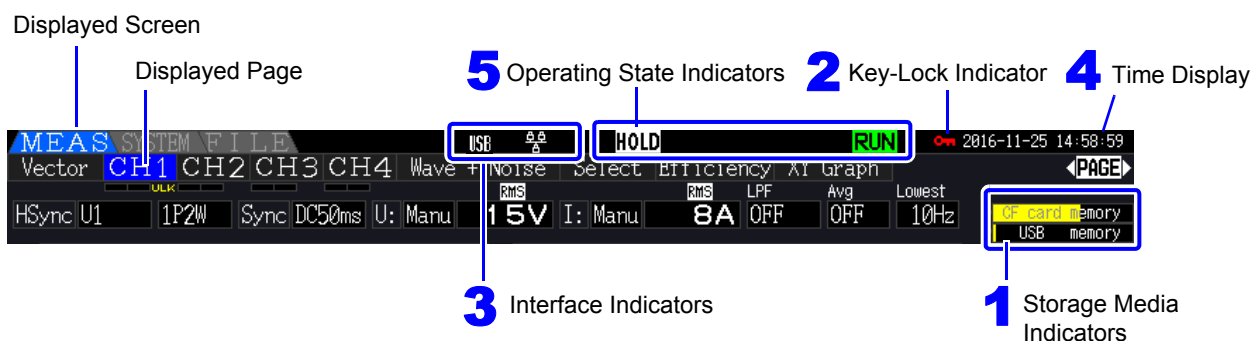 Displayed Screen
Displayed Page
5 Operating State Indicators
2 Key-Lock Indicator
4 Time Display
MEAS SYSTEM FILE USB HOLD RUN 2016-11-25 14:58:59
Vector CH1 CH2 CH3 CH4 Wave + Noise Select Efficiency XY Graph PAGE
ULK RMS RMS LPF Avg Lowest
HSync U1 1P2W Sync DC50ms U: Manu 15V I: Manu 8A OFF OFF 10Hz
CF card memory
USB memory
3 Interface Indicators
1 Storage Media
Indicators